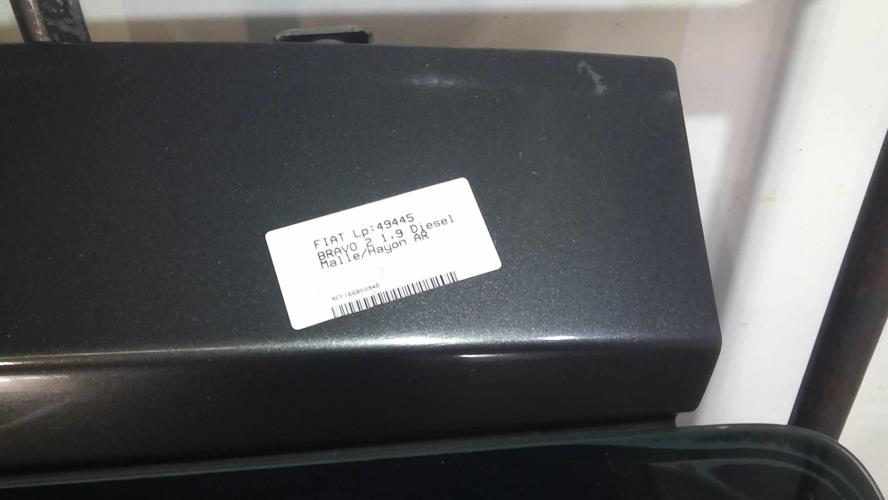 FIAT Lp:49445
BRAVO 2 1.9 Diesel
Malle/Hayon AR